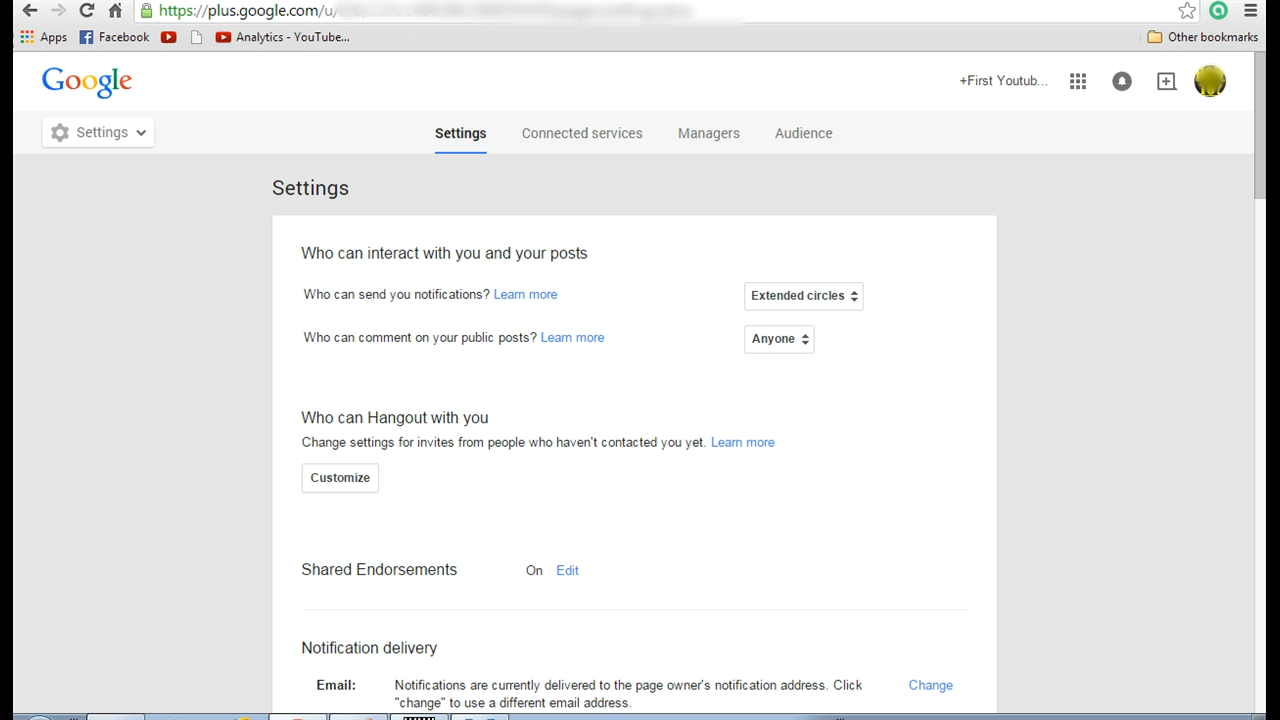 https://plus.google.com/u/
Apps Facebook Analytics - YouTube... Other bookmarks
Google +First Youtub...
Settings Settings Connected services Managers Audience
Settings
Who can interact with you and your posts
Who can send you notifications? Learn more Extended circles
Who can comment on your public posts? Learn more Anyone
Who can Hangout with you
Change settings for invites from people who haven't contacted you yet. Learn more
Customize
Shared Endorsements On Edit
Notification delivery
Email: Notifications are currently delivered to the page owner's notification address. Click Change
"change" to use a different email address.